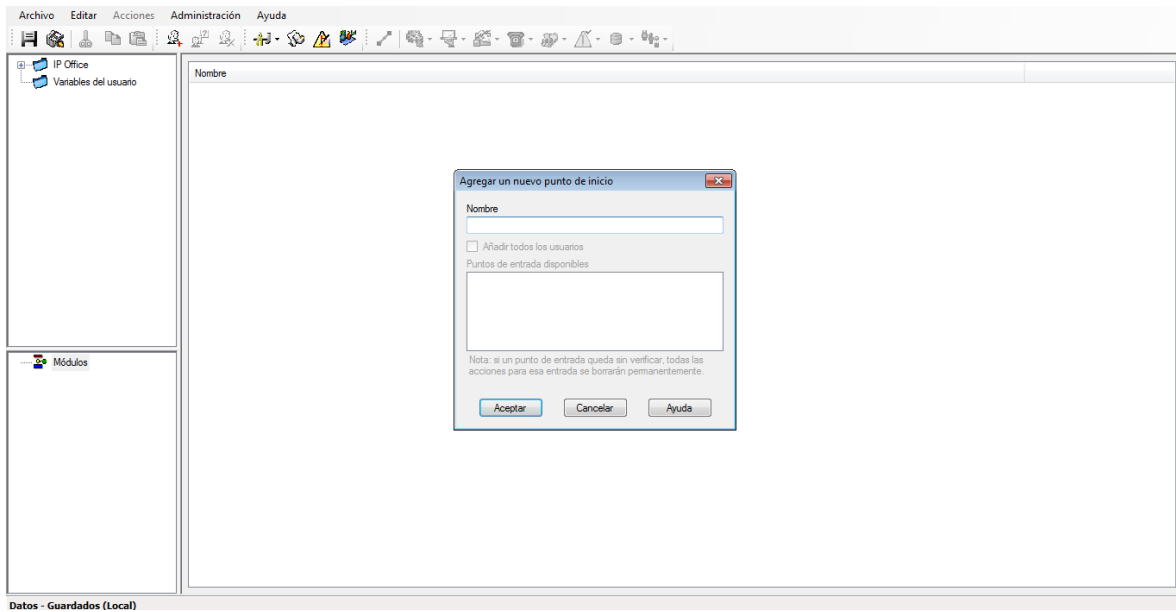 Archivo Editar Acciones Administración Ayuda
IP Office
Variables del usuario
Nombre
Agregar un nuevo punto de inicio
Nombre
Añadir todos los usuarios
Puntos de entrada disponibles
Nota: si un punto de entrada queda sin verificar, todas las
acciones para esa entrada se borrarán permanentemente.
Aceptar Cancelar Ayuda
Módulos
Datos - Guardados (Local)